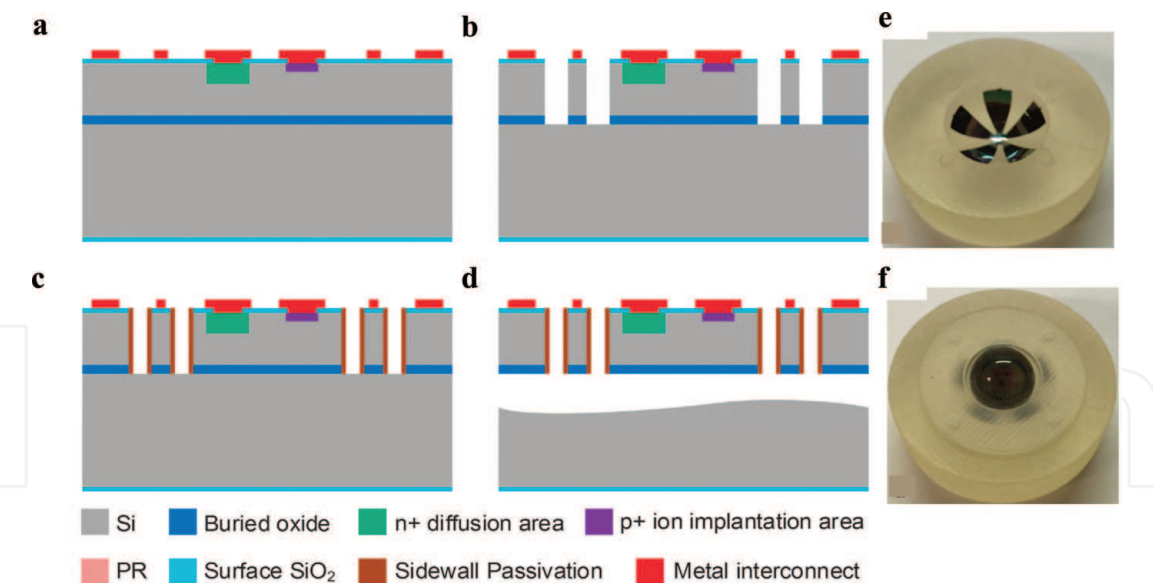 a
b
e
c
d
f
Si
Buried oxide
n+ diffusion area
p+ ion implantation area
PR
Surface SiO₂
Sidewall Passivation
Metal interconnect